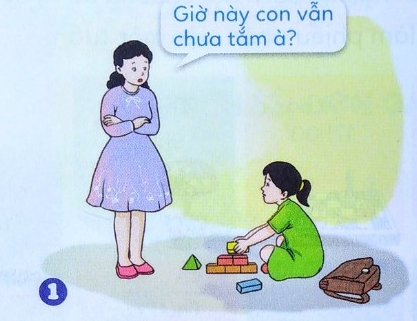 Giờ này con vẫn
chưa tắm à?
1